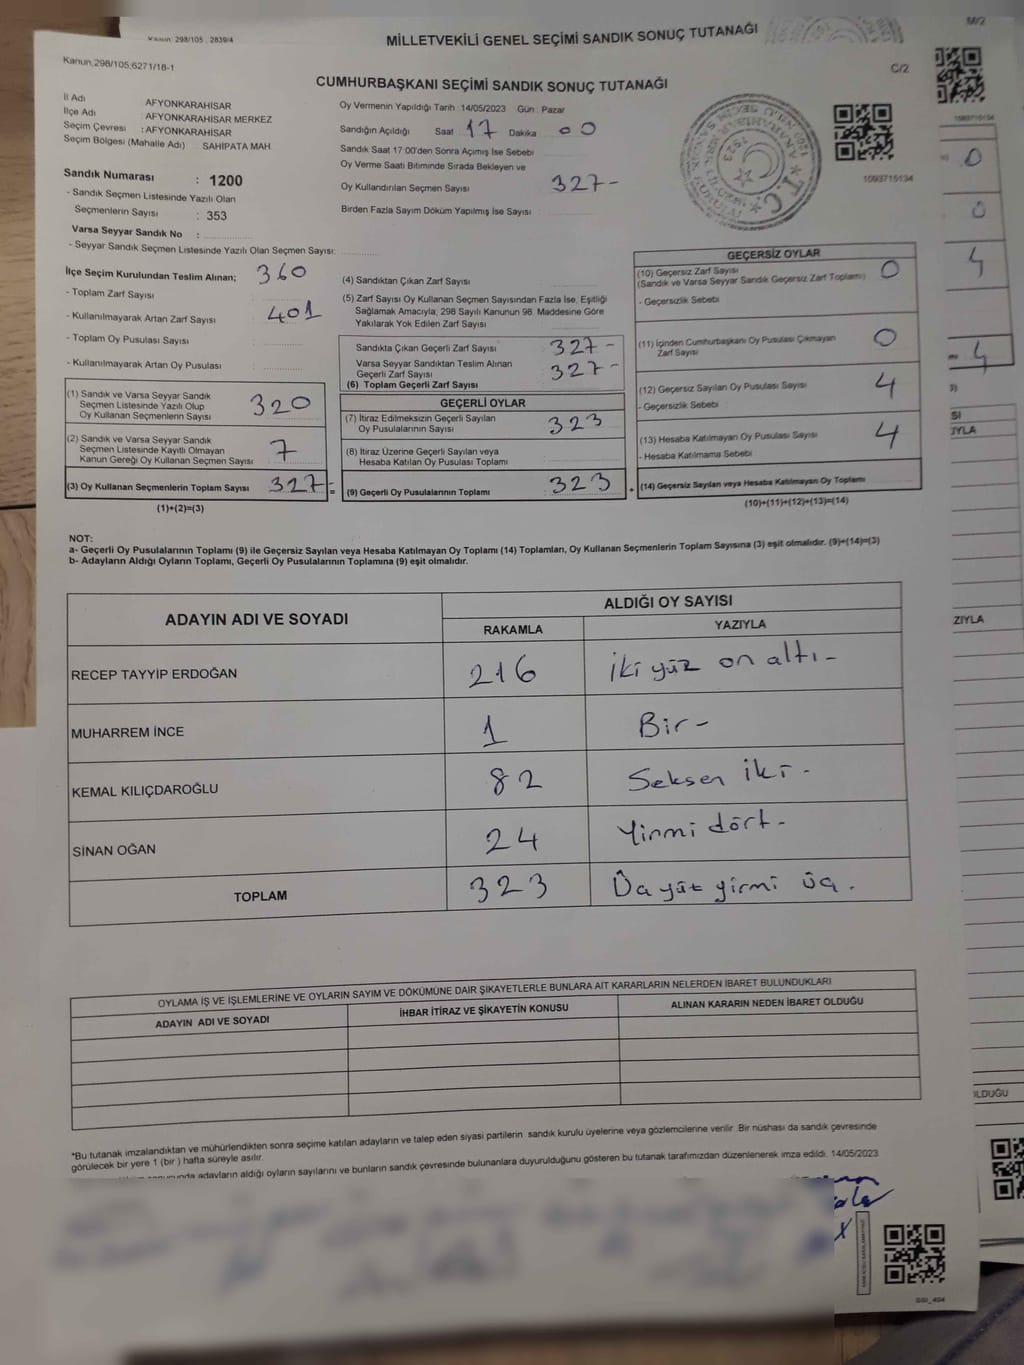 Kanun: 298/105, 2839/4
MİLLETVEKİLİ GENEL SEÇİMİ SANDIK SONUÇ TUTANAĞI
M/2
Kanun;298/105;6271/18-1
C/2
CUMHURBAŞKANI SEÇİMİ SANDIK SONUÇ TUTANAĞI
İl Adı AFYONKARAHİSAR
İlçe Adı AFYONKARAHİSAR MERKEZ
Seçim Çevresi : AFYONKARAHİSAR
Seçim Bölgesi (Mahalle Adı) SAHIPATA MAH.
Sandık Numarası : 1200
- Sandık Seçmen Listesinde Yazılı Olan
Seçmenlerin Sayısı : 353
Varsa Seyyar Sandık No :
- Seyyar Sandık Seçmen Listesinde Yazılı Olan Seçmen Sayısı:
Oy Vermenin Yapıldığı Tarih : 14/05/2023 Gün : Pazar
Sandığın Açıldığı Saat 17 Dakika 00
Sandık Saat 17:00'den Sonra Açımış İse Sebebi
Oy Verme Saati Bitiminde Sırada Bekleyen ve
Oy Kullandırılan Seçmen Sayısı 327-
Birden Fazla Sayım Döküm Yapılmış İse Sayısı :
T.C.
1923
1093715134
İlçe Seçim Kurulundan Teslim Alınan; 360
- Toplam Zarf Sayısı
- Kullanılmayarak Artan Zarf Sayısı 401
- Toplam Oy Pusulası Sayısı
- Kullanılmayarak Artan Oy Pusulası
(1) Sandık ve Varsa Seyyar Sandık
Seçmen Listesinde Yazılı Olup
Oy Kullanan Seçmenlerin Sayısı 320
(2) Sandık ve Varsa Seyyar Sandık
Seçmen Listesinde Kayıtlı Olmayan
Kanun Gereği Oy Kullanan Seçmen Sayısı 7
(3) Oy Kullanan Seçmenlerin Toplam Sayısı 327 =
(1)+(2)=(3)
(4) Sandıktan Çıkan Zarf Sayısı
(5) Zarf Sayısı Oy Kullanan Seçmen Sayısından Fazla İse, Eşitliği
Sağlamak Amacıyla, 298 Sayılı Kanunun 98. Maddesine Göre
Yakılarak Yok Edilen Zarf Sayısı
Sandıkta Çıkan Geçerli Zarf Sayısı 327-
Varsa Seyyar Sandıktan Teslim Alınan
Geçerli Zarf Sayısı 327-
(6) Toplam Geçerli Zarf Sayısı
GEÇERLİ OYLAR
(7) İtiraz Edilmeksizin Geçerli Sayılan
Oy Pusulalarının Sayısı 323
(8) İtiraz Üzerine Geçerli Sayılan veya
Hesaba Katılan Oy Pusulası Toplamı
(9) Geçerli Oy Pusulalarının Toplamı 323 +
GEÇERSİZ OYLAR
(10) Geçersiz Zarf Sayısı 0
(Sandık ve Varsa Seyyar Sandık Geçersiz Zarf Toplamı)
- Geçersizlik Sebebi
(11) İçinden Cumhurbaşkanı Oy Pusulası Çıkmayan
Zarf Sayısı 0
(12) Geçersiz Sayılan Oy Pusulası Sayısı 4
- Geçersizlik Sebebi
(13) Hesaba Katılmayan Oy Pusulası Sayısı 4
- Hesaba Katılmama Sebebi
(14) Geçersiz Sayılan veya Hesaba Katılmayan Oy Toplamı
(10)+(11)+(12)+(13)=(14)
NOT:
a- Geçerli Oy Pusulalarının Toplamı (9) ile Geçersiz Sayılan veya Hesaba Katılmayan Oy Toplamı (14) Toplamları, Oy Kullanan Seçmenlerin Toplam Sayısına (3) eşit olmalıdır. (9)+(14)=(3)
b- Adayların Aldığı Oyların Toplamı, Geçerli Oy Pusulalarının Toplamına (9) eşit olmalıdır.
ADAYIN ADI VE SOYADI
ALDIĞI OY SAYISI
RAKAMLA YAZIYLA
RECEP TAYYİP ERDOĞAN 216 iki yüz on altı-
MUHARREM İNCE 1 Bir-
KEMAL KILIÇDAROĞLU 82 Seksen iki-
SİNAN OĞAN 24 Yirmi dört-
TOPLAM 323 Üç yüz yirmi üç.
OYLAMA İŞ VE İŞLEMLERİNE VE OYLARIN SAYIM VE DÖKÜMÜNE DAİR ŞİKAYETLERLE BUNLARA AİT KARARLARIN NELERDEN İBARET BULUNDUKLARI
ADAYIN ADI VE SOYADI İHBAR İTİRAZ VE ŞİKAYETİN KONUSU ALINAN KARARIN NEDEN İBARET OLDUĞU
*Bu tutanak imzalandıktan ve mühürlendikten sonra seçime katılan adayların ve talep eden siyasi partilerin sandık kurulu üyelerine veya gözlemcilerine verilir. Bir nüshası da sandık çevresinde
görülecek bir yere 1 (bir ) hafta süreyle asılır.
adayların aldığı oyların sayılarını ve bunların sandık çevresinde bulunanlara duyurulduğunu gösteren bu tutanak tarafımızdan düzenlenerek imza edildi. 14/05/2023
1093715134
0
0
4
4
YLA
ZIYLA
OLDUĞU